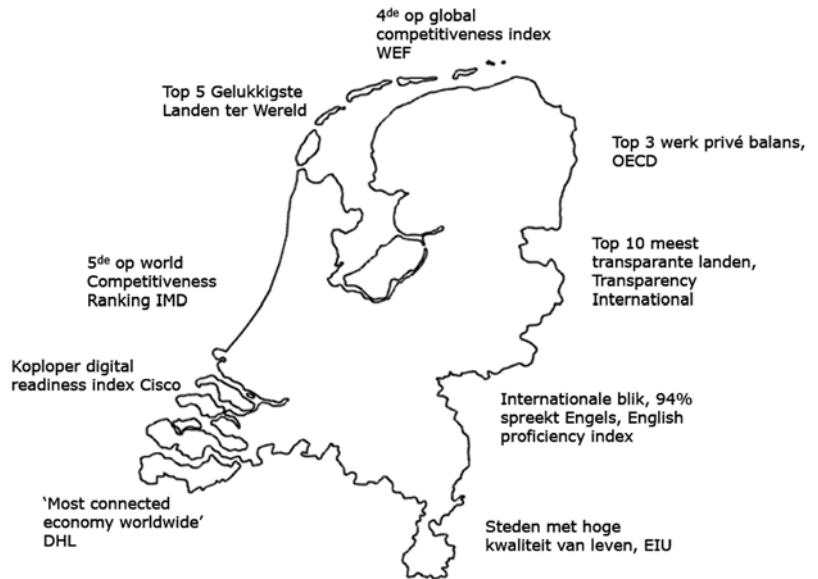 4de op global
competitiveness index
WEF
Top 5 Gelukkigste
Landen ter Wereld
Top 3 werk privé balans,
OECD
5de op world
Competitiveness
Ranking IMD
Top 10 meest
transparante landen,
Transparency
International
Koploper digital
readiness index Cisco
Internationale blik, 94%
spreekt Engels, English
proficiency index
‘Most connected
economy worldwide’
DHL
Steden met hoge
kwaliteit van leven, EIU